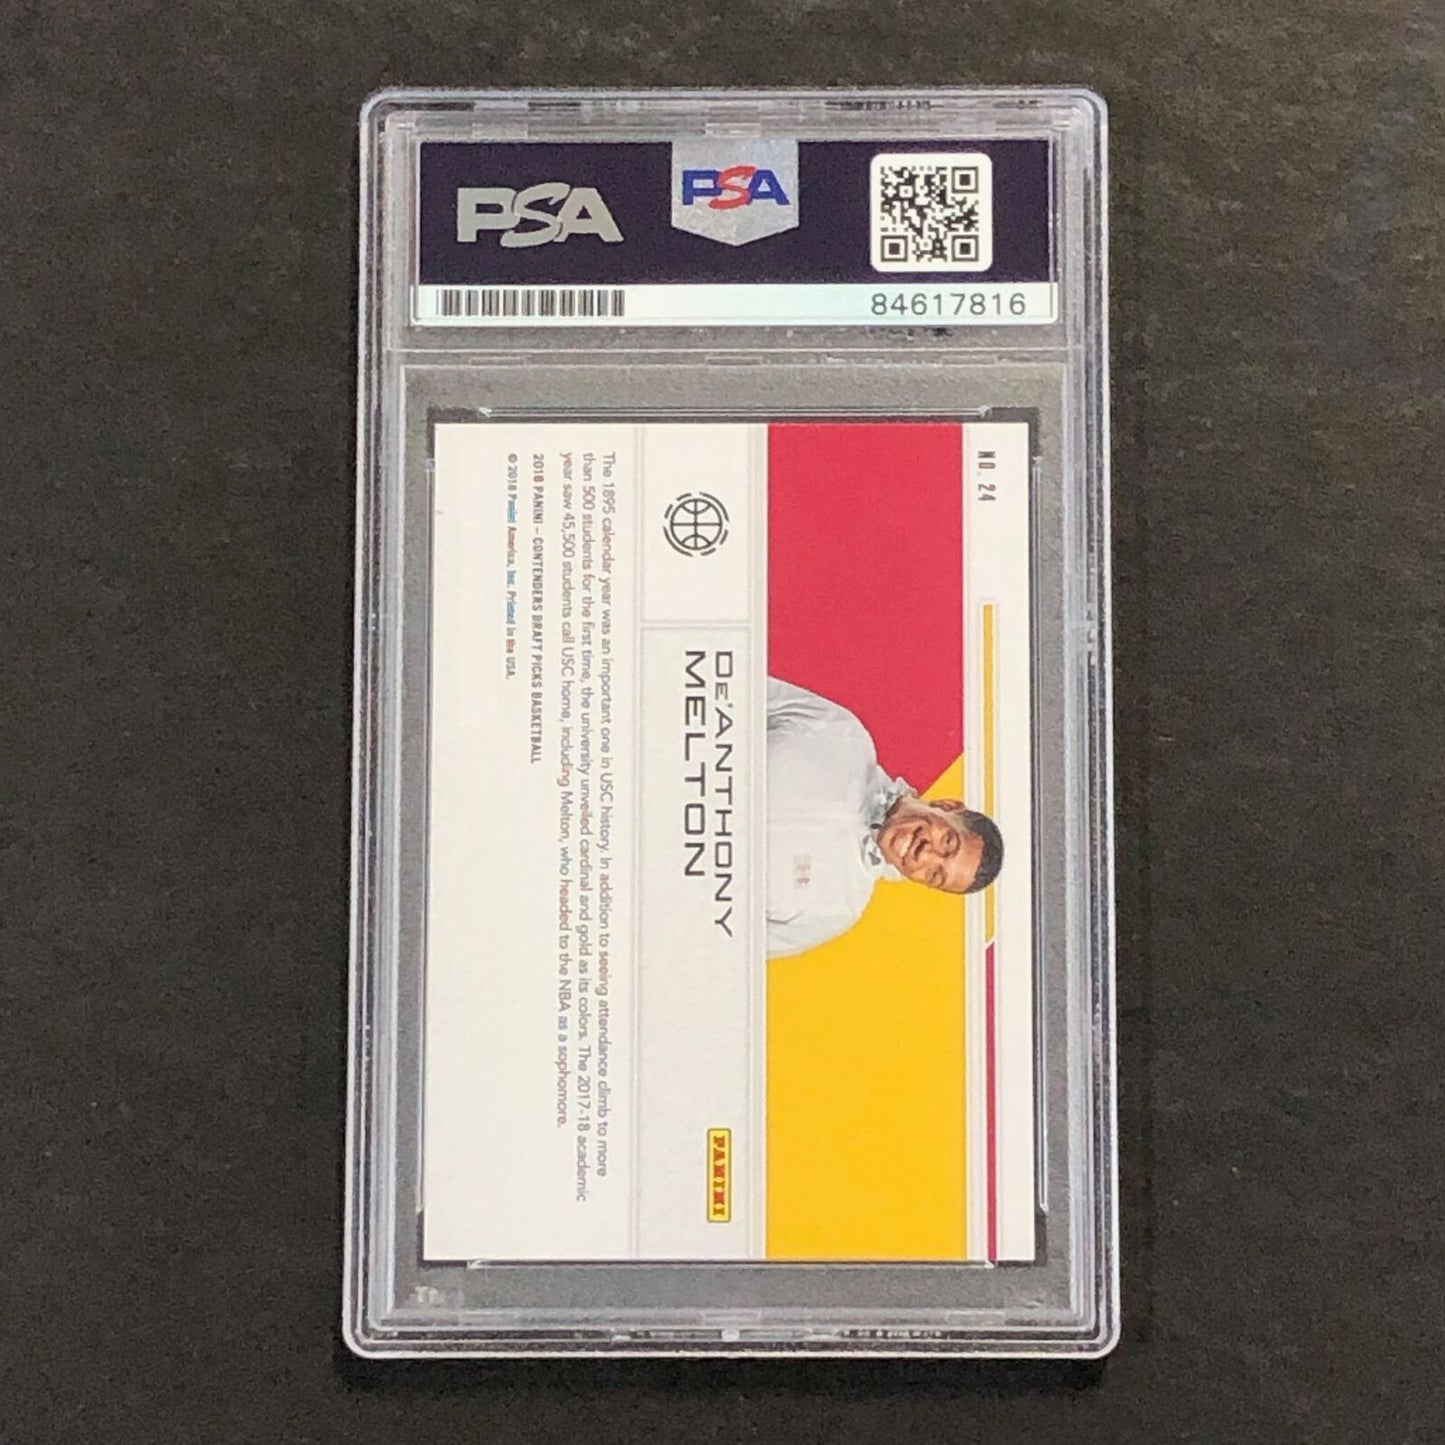 PSA
PSA
84617816
NO. 24
DE'ANTHONY
MELTON
PANINI
The 1895 calendar year was an important one in USC history. In addition to seeing attendance climb to more
than 500 students for the first time, the university unveiled cardinal and gold as its colors. The 2017-18 academic
year saw 45,500 students call USC home, including Melton, who headed to the NBA as a sophomore.
2018 PANINI – CONTENDERS DRAFT PICKS BASKETBALL
© 2018 Panini America, Inc. Printed in the USA.